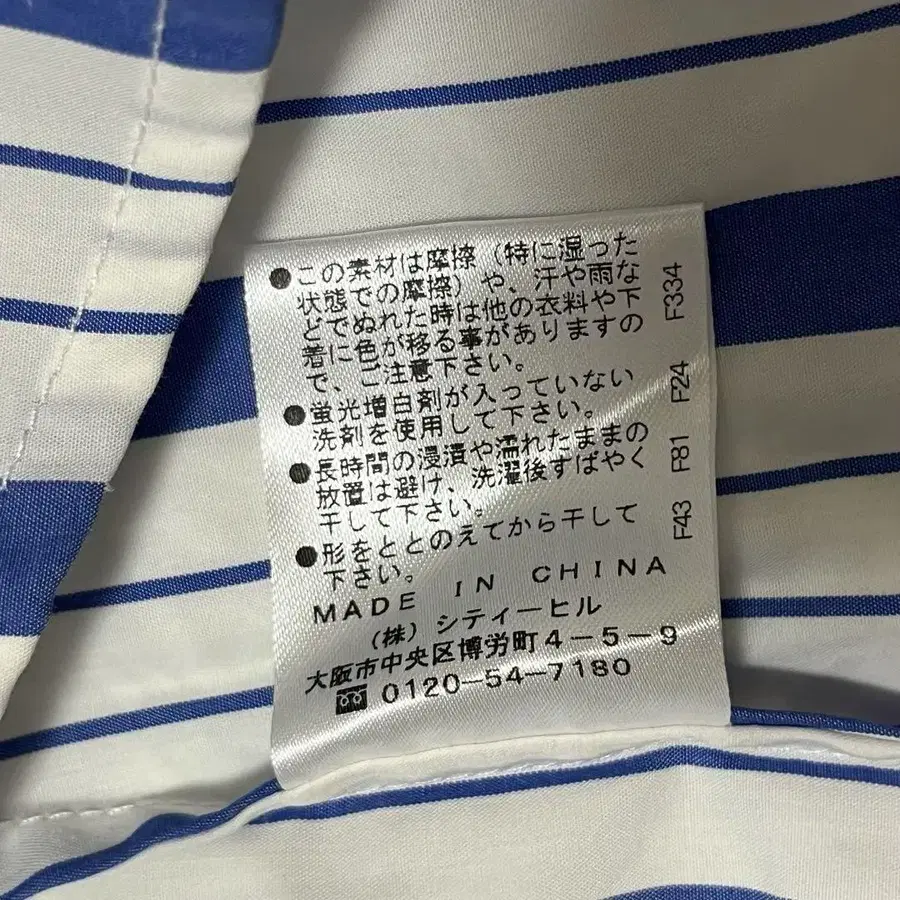 ●この素材は摩擦（特に湿った
状態での摩擦）や、汗や雨な
どでぬれた時は他の衣料や下
着に色が移る事がありますの
で、ご注意下さい。
●蛍光増白剤が入っていない
洗剤を使用して下さい。
●長時間の浸漬や濡れたままの
放置は避け、洗濯後すばやく
干して下さい。
●形をととのえてから干して
下さい。
MADE IN CHINA
（株）シティーヒル
大阪市中央区博労町4-5-9
0120-54-7180
F334
F24
F81
F43